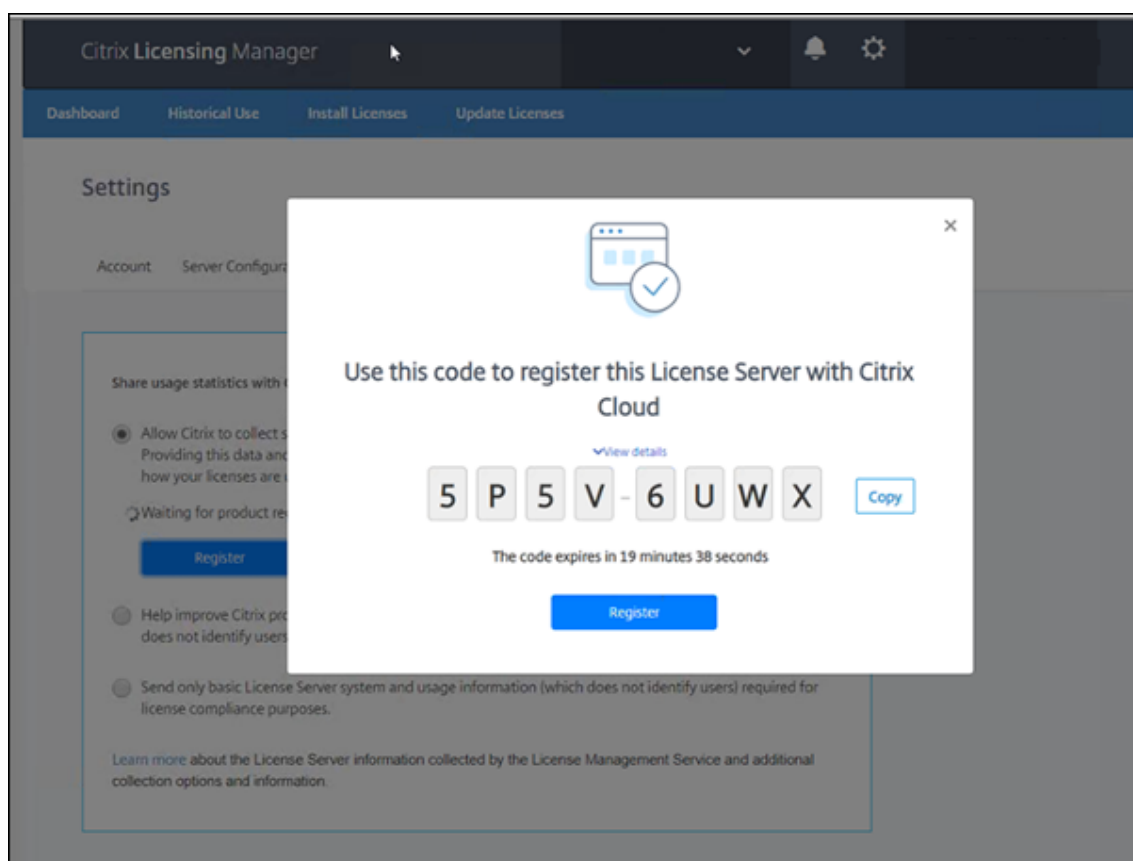 Citrix Licensing Manager
Dashboard Historical Use Install Licenses Update Licenses
Settings
Account Server
Use this code to register this License Server with Citrix
Cloud
View details
5 P 5 V - 6 U W X Copy
The code expires in 19 minutes 38 seconds
Register
Share usage statistics with
Allow Citrix to collect
Providing this data and
how your licenses are
Waiting for product
Register
Help improve Citrix
does not identify users
Send only basic License Server system and usage information (which does not identify users) required for
license compliance purposes.
Learn more about the License Server information collected by the License Management Service and additional
collection options and information.